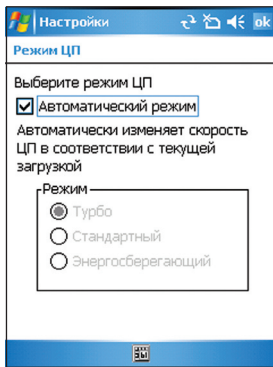 Настройки ok
Режим ЦП
Выберите режим ЦП
Автоматический режим
Автоматически изменяет скорость
ЦП в соответствии с текущей
загрузкой
Режим
Турбо
Стандартный
Энергосберегающий